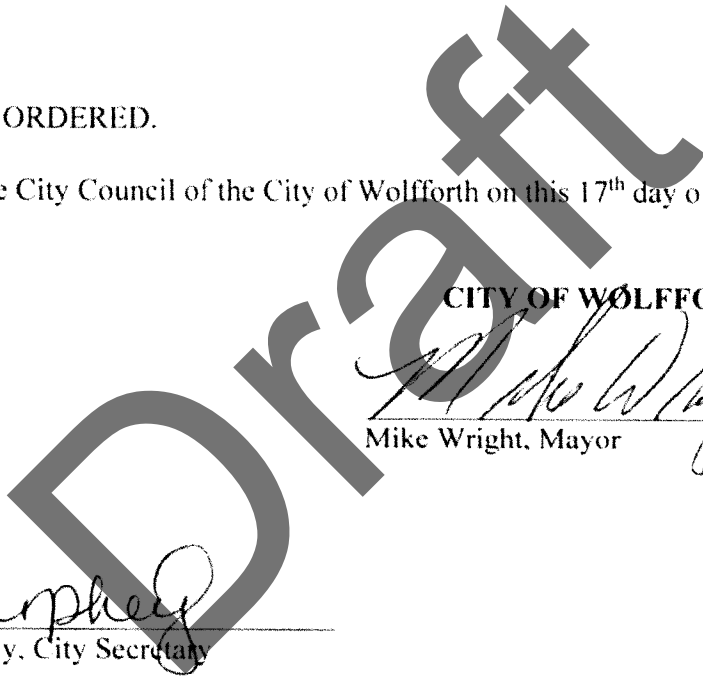 ORDERED.
e City Council of the City of Wolfforth on this 17th day o
CITY OF WOLFFO
Mike Wright, Mayor
y, City Secretary
Draft